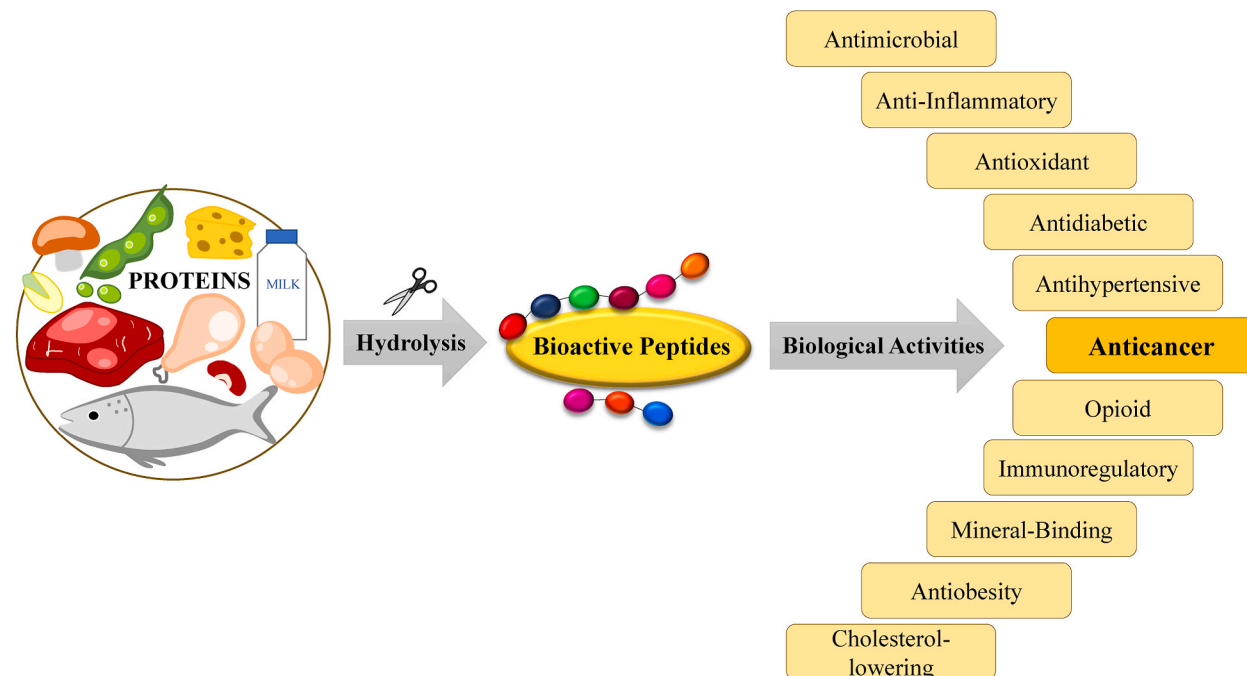 PROTEINS
MILK
Hydrolysis
Bioactive Peptides
Biological Activities
Antimicrobial
Anti-Inflammatory
Antioxidant
Antidiabetic
Antihypertensive
Anticancer
Opioid
Immunoregulatory
Mineral-Binding
Antiobesity
Cholesterol-
lowering